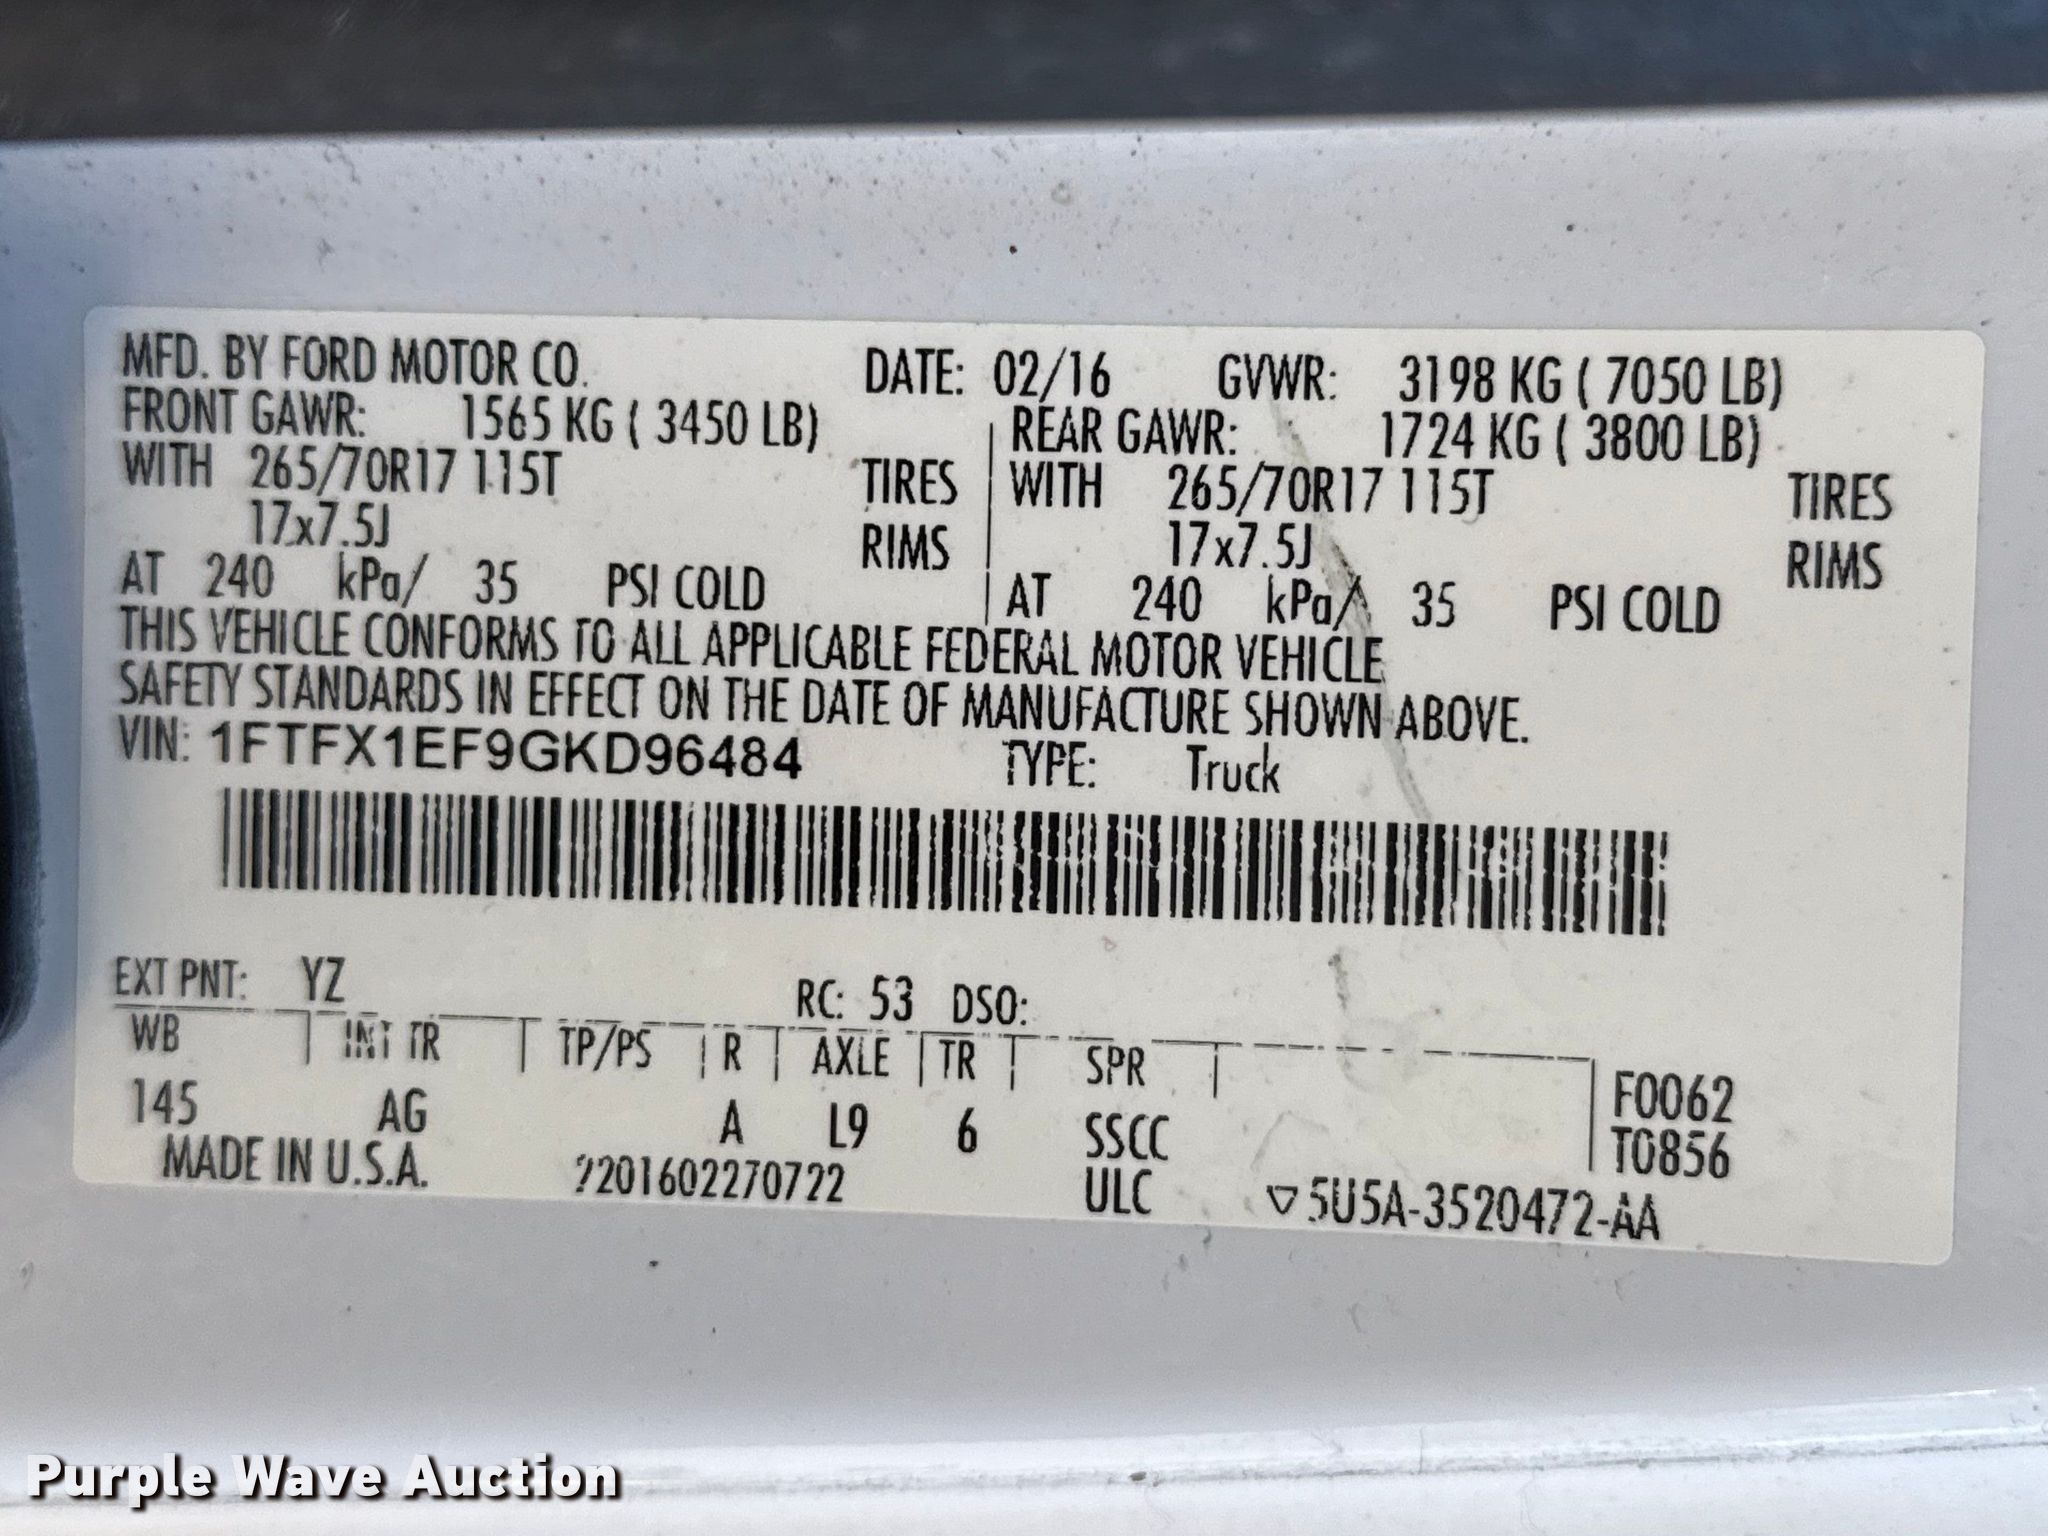 MFD. BY FORD MOTOR CO. DATE: 02/16 GVWR: 3198 KG ( 7050 LB)
FRONT GAWR: 1565 KG ( 3450 LB) REAR GAWR: 1724 KG ( 3800 LB)
WITH 265/70R17 115T TIRES WITH 265/70R17 115T TIRES
17x7.5J RIMS 17x7.5J RIMS
AT 240 kPa/ 35 PSI COLD AT 240 kPa/ 35 PSI COLD
THIS VEHICLE CONFORMS TO ALL APPLICABLE FEDERAL MOTOR VEHICLE
SAFETY STANDARDS IN EFFECT ON THE DATE OF MANUFACTURE SHOWN ABOVE.
VIN: 1FTFX1EF9GKD96484 TYPE: Truck
EXT PNT: YZ RC: 53 DSO:
WB INT TR TP/PS R AXLE TR SPR
145 AG A L9 6 SSCC F0062
T0856
MADE IN U.S.A. ULC ▽5U5A-3520472-AA
Purple Wave Auction